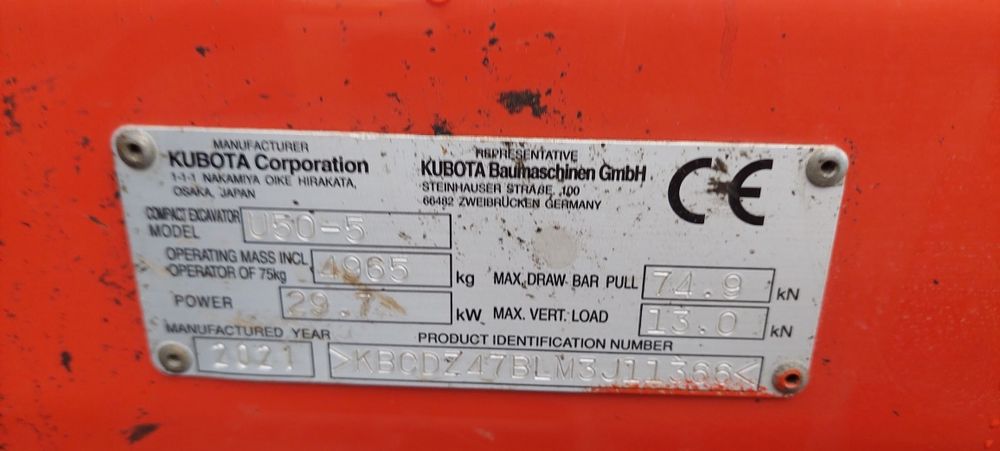 MANUFACTURER
KUBOTA Corporation
1-1-1 NAKAMIYA OIKE HIRAKATA,
OSAKA, JAPAN
REPRESENTATIVE
KUBOTA Baumaschinen GmbH
STEINHAUSER STRAßE 100
66482 ZWEIBRÜCKEN GERMANY
CE
COMPACT EXCAVATOR
MODEL U50-5
OPERATING MASS INCL.
OPERATOR OF 75kg 4965 kg
MAX. DRAW- BAR PULL 74.9 kN
POWER 29.7 kW
MAX. VERT. LOAD 13.0 kN
MANUFACTURED YEAR
2021
PRODUCT IDENTIFICATION NUMBER
>KBCDZ47BLM3J11366<